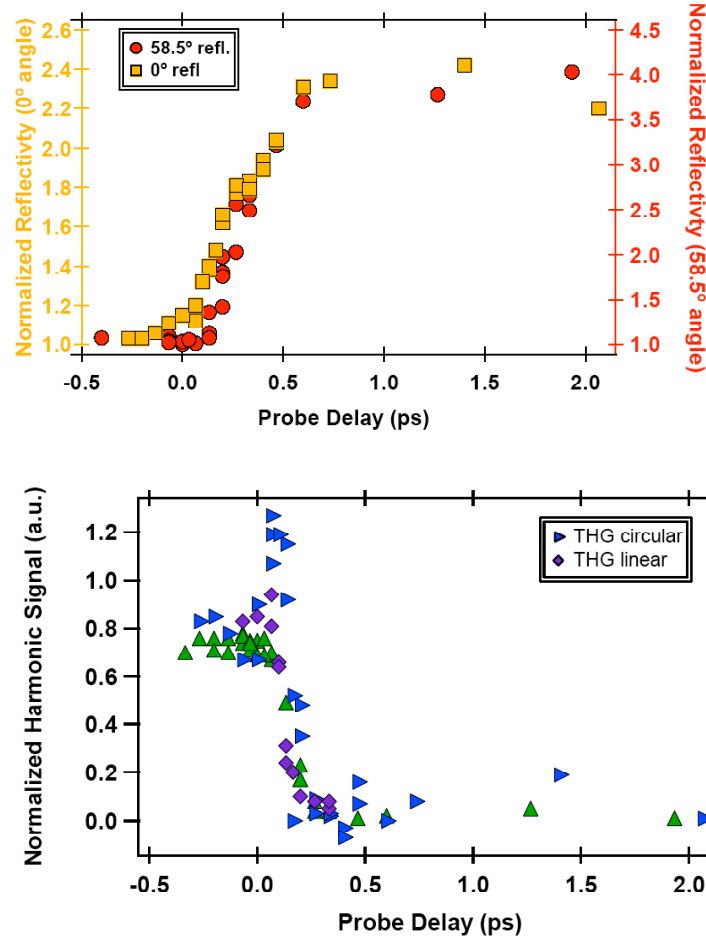 Normalized Reflectivty (0º angle)
2.6
2.4
2.2
2.0
1.8
1.6
1.4
1.2
1.0
58.5º refl.
0º refl
4.5
4.0
3.5
3.0
2.5
2.0
1.5
1.0
Normalized Reflectivty (58.5º angle)
-0.5 0.0 0.5 1.0 1.5 2.0
Probe Delay (ps)
Normalized Harmonic Signal (a.u.)
1.2
1.0
0.8
0.6
0.4
0.2
0.0
THG circular
THG linear
-0.5 0.0 0.5 1.0 1.5 2.0
Probe Delay (ps)